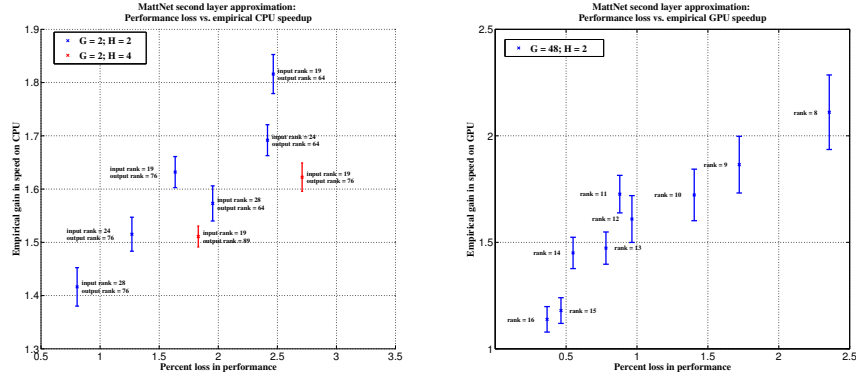 MattNet second layer approximation:
Performance loss vs. empirical CPU speedup
G = 2; H = 2
G = 2; H = 4
Empirical gain in speed on CPU
1.9
1.8
1.7
1.6
1.5
1.4
1.3
input rank = 19
output rank = 64
input rank = 24
output rank = 64
input rank = 19
output rank = 76
input rank = 19
output rank = 76
input rank = 28
output rank = 64
input rank = 24
output rank = 76
input rank = 19
output rank = 89
input rank = 28
output rank = 76
0.5 1 1.5 2 2.5 3 3.5
Percent loss in performance
MattNet second layer approximation:
Performance loss vs. empirical GPU speedup
G = 48; H = 2
Empirical gain in speed on GPU
2.5
2
1.5
1
rank = 8
rank = 9
rank = 11
rank = 10
rank = 12
rank = 14
rank = 13
rank = 15
rank = 16
0.5 1 1.5 2 2.5
Percent loss in performance